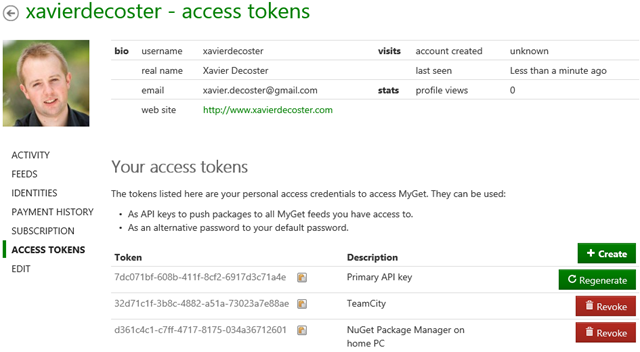 xavierdecoster - access tokens
bio username xavierdecoster visits account created unknown
real name Xavier Decoster last seen Less than a minute ago
email xavier.decoster@gmail.com stats profile views 0
web site http://www.xavierdecoster.com
ACTIVITY
FEEDS
IDENTITIES
PAYMENT HISTORY
SUBSCRIPTION
ACCESS TOKENS
EDIT
Your access tokens
The tokens listed here are your personal access credentials to access MyGet. They can be used:
• As API keys to push packages to all MyGet feeds you have access to.
• As an alternative password to your default password.
Token Description + Create
7dc071bf-608b-411f-8cf2-6917d3c71a4e Primary API key Regenerate
32d71c1f-3b8c-4882-a51a-73023a7e88ae TeamCity Revoke
d361c4c1-c7ff-4717-8175-034a36712601 NuGet Package Manager on Revoke
home PC